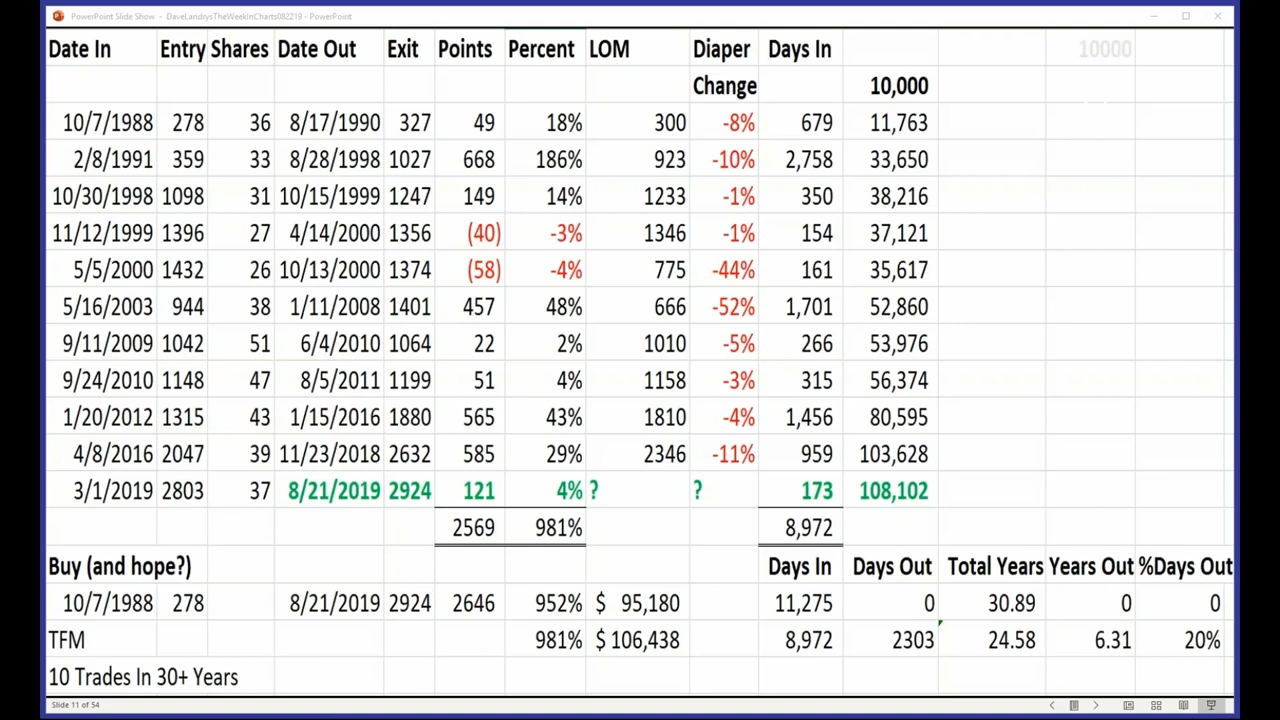 PowerPoint Slide Show - DaveLandrysTheWeekInCharts082219 - PowerPoint
Date In Entry Shares Date Out Exit Points Percent LOM Diaper Days In 10000
Change 10,000
10/7/1988 278 36 8/17/1990 327 49 18% 300 -8% 679 11,763
2/8/1991 359 33 8/28/1998 1027 668 186% 923 -10% 2,758 33,650
10/30/1998 1098 31 10/15/1999 1247 149 14% 1233 -1% 350 38,216
11/12/1999 1396 27 4/14/2000 1356 (40) -3% 1346 -1% 154 37,121
5/5/2000 1432 26 10/13/2000 1374 (58) -4% 775 -44% 161 35,617
5/16/2003 944 38 1/11/2008 1401 457 48% 666 -52% 1,701 52,860
9/11/2009 1042 51 6/4/2010 1064 22 2% 1010 -5% 266 53,976
9/24/2010 1148 47 8/5/2011 1199 51 4% 1158 -3% 315 56,374
1/20/2012 1315 43 1/15/2016 1880 565 43% 1810 -4% 1,456 80,595
4/8/2016 2047 39 11/23/2018 2632 585 29% 2346 -11% 959 103,628
3/1/2019 2803 37 8/21/2019 2924 121 4% ? ? 173 108,102
2569 981% 8,972
Buy (and hope?) Days In Days Out Total Years Years Out %Days Out
10/7/1988 278 8/21/2019 2924 2646 952% $ 95,180 11,275 0 30.89 0 0
TFM 981% $ 106,438 8,972 2303 24.58 6.31 20%
10 Trades In 30+ Years
Slide 11 of 54